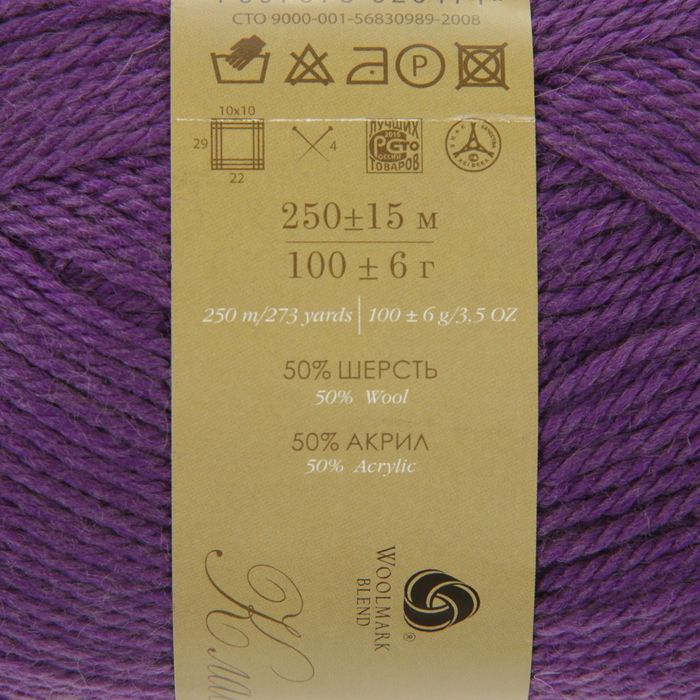 СТО 9000-001-56830989-2008
P
10x10
29
22
4
ЛУЧШИХ
2015
РОССИИ
ТОВАРОВ
250±15 м
100 ± 6 г
250 m/273 yards | 100 ± 6 g/3,5 OZ
50% ШЕРСТЬ
50% Wool
50% АКРИЛ
50% Acrylic
WOOLMARK
BLEND
®